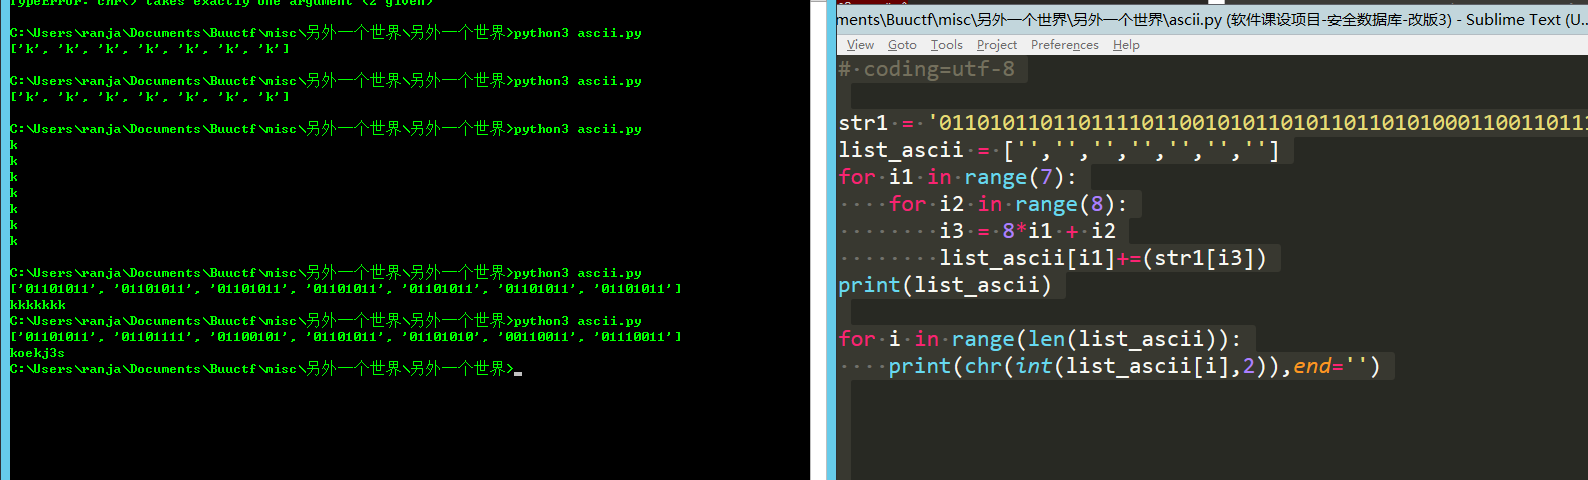 TypeError: chr() takes exactly one argument (2 given)
C:\Users\ranja\Documents\Buuctf\misc\另外一个世界\另外一个世界>python3 ascii.py
['k', 'k', 'k', 'k', 'k', 'k', 'k']
C:\Users\ranja\Documents\Buuctf\misc\另外一个世界\另外一个世界>python3 ascii.py
['k', 'k', 'k', 'k', 'k', 'k', 'k']
C:\Users\ranja\Documents\Buuctf\misc\另外一个世界\另外一个世界>python3 ascii.py
k
k
k
k
k
k
k
C:\Users\ranja\Documents\Buuctf\misc\另外一个世界\另外一个世界>python3 ascii.py
['01101011', '01101011', '01101011', '01101011', '01101011', '01101011', '01101011']
kkkkkkk
C:\Users\ranja\Documents\Buuctf\misc\另外一个世界\另外一个世界>python3 ascii.py
['01101011', '01101111', '01100101', '01101011', '01101010', '00110011', '01110011']
koekj3s
C:\Users\ranja\Documents\Buuctf\misc\另外一个世界\另外一个世界>
ments\Buuctf\misc\另外一个世界\另外一个世界\ascii.py (软件课设项目-安全数据库-改版3) - Sublime Text (U...
View Goto Tools Project Preferences Help
# coding=utf-8
str1 = '0110101101101111011001010110101101101010001100110111
list_ascii = ['','','','','','','']
for i1 in range(7):
    for i2 in range(8):
        i3 = 8*i1 + i2
        list_ascii[i1]+=(str1[i3])
print(list_ascii)
for i in range(len(list_ascii)):
    print(chr(int(list_ascii[i],2)),end='')